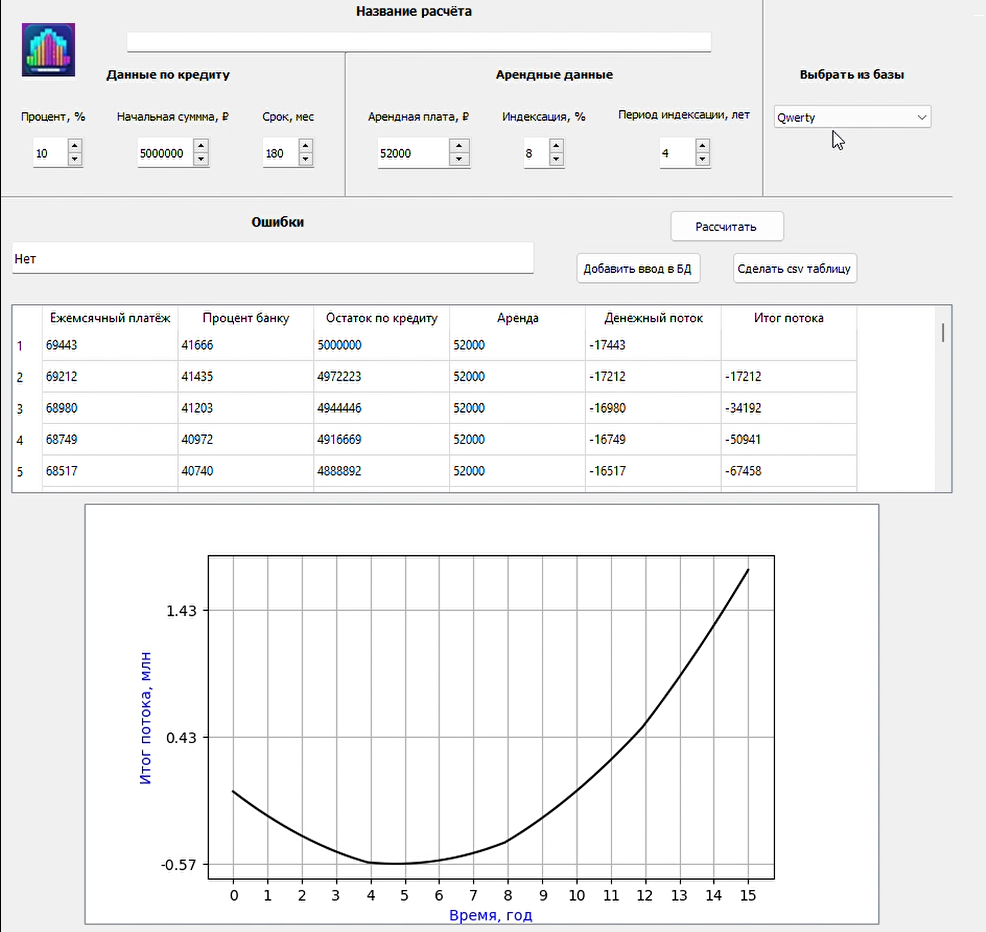 Название расчёта
Данные по кредиту
Арендные данные
Выбрать из базы
Процент, %
Начальная суммна, ₽
Срок, мес
Арендная плата, ₽
Индексация, %
Период индексации, лет
Qwerty
10
5000000
180
52000
8
4
Ошибки
Рассчитать
Нет
Добавить ввод в БД
Сделать csv таблицу
Ежемсячный платёж Процент банку Остаток по кредиту Аренда Денежный поток Итог потока
1 69443 41666 5000000 52000 -17443
2 69212 41435 4972223 52000 -17212 -17212
3 68980 41203 4944446 52000 -16980 -34192
4 68749 40972 4916669 52000 -16749 -50941
5 68517 40740 4888892 52000 -16517 -67458
Итог потока, млн
1.43
0.43
-0.57
0 1 2 3 4 5 6 7 8 9 10 11 12 13 14 15
Время, год